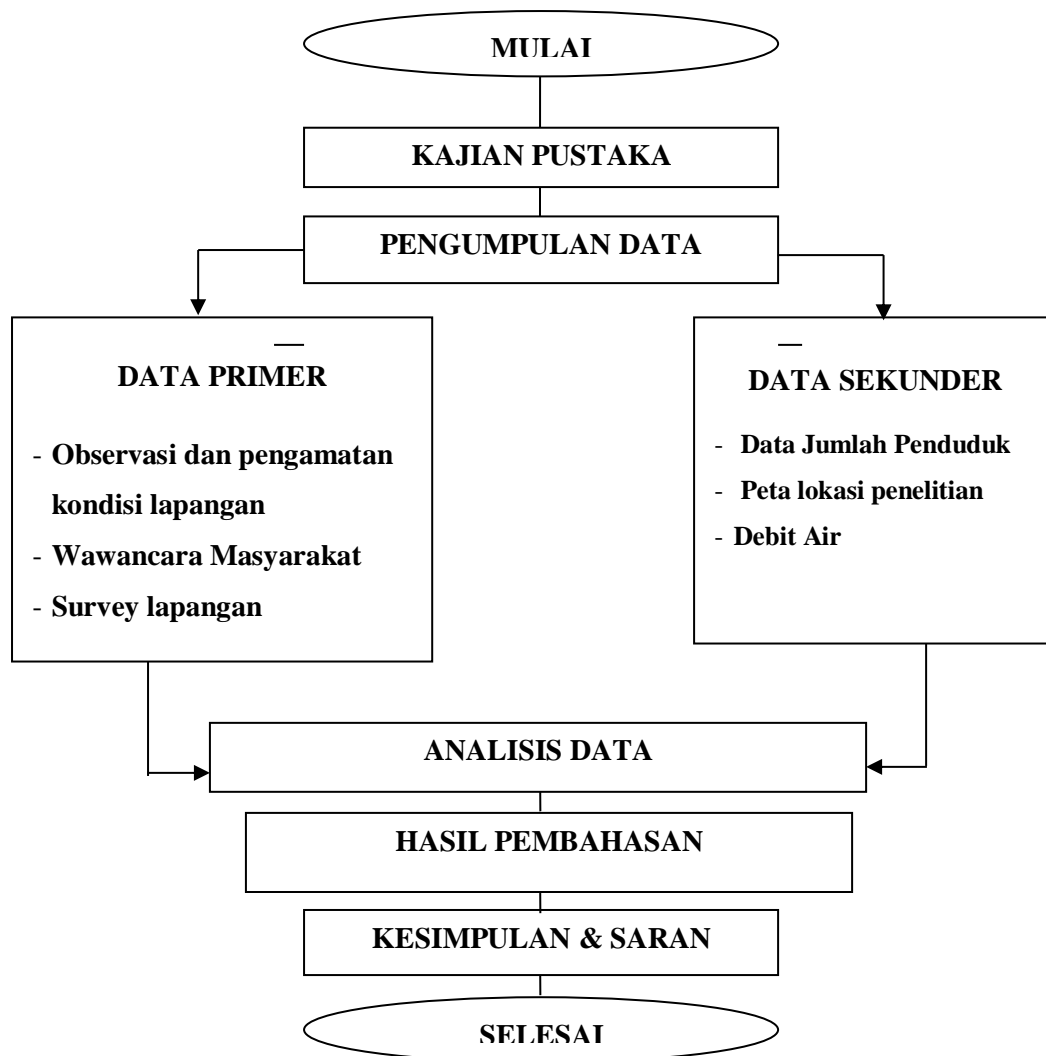 MULAI
KAJIAN PUSTAKA
PENGUMPULAN DATA
DATA PRIMER
- Observasi dan pengamatan
kondisi lapangan
- Wawancara Masyarakat
- Survey lapangan
DATA SEKUNDER
- Data Jumlah Penduduk
- Peta lokasi penelitian
- Debit Air
ANALISIS DATA
HASIL PEMBAHASAN
KESIMPULAN & SARAN
SELESAI